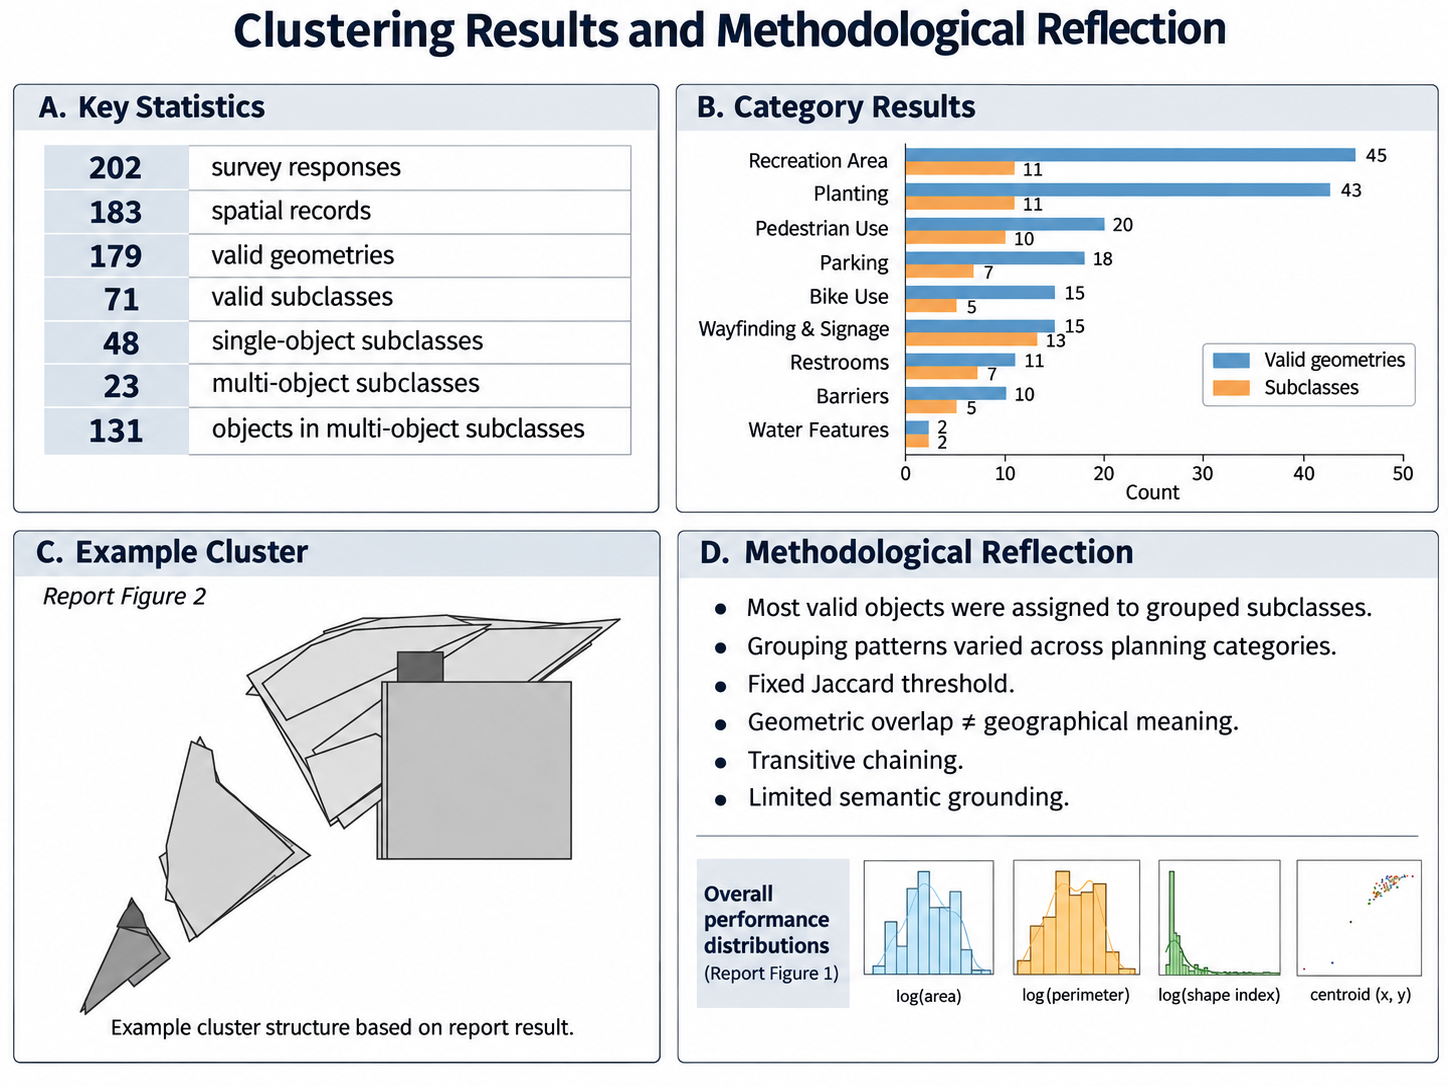 Clustering Results and Methodological Reflection
A. Key Statistics
202 survey responses
183 spatial records
179 valid geometries
71 valid subclasses
48 single-object subclasses
23 multi-object subclasses
131 objects in multi-object subclasses
B. Category Results
Recreation Area 45
11
Planting 43
11
Pedestrian Use 20
10
Parking 18
7
Bike Use 15
5
Wayfinding & Signage 15
13
Restrooms 11
7
Barriers 10
5
Water Features 2
2
Valid geometries
Subclasses
0 10 20 30 40 50
Count
C. Example Cluster
Report Figure 2
Example cluster structure based on report result.
D. Methodological Reflection
• Most valid objects were assigned to grouped subclasses.
• Grouping patterns varied across planning categories.
• Fixed Jaccard threshold.
• Geometric overlap ≠ geographical meaning.
• Transitive chaining.
• Limited semantic grounding.
Overall
performance
distributions
(Report Figure 1)
log(area)
log(perimeter)
log(shape index)
centroid (x, y)